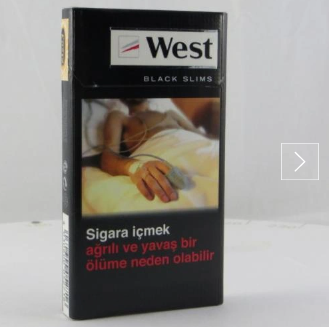 West
BLACK SLIMS
Sigara içmek
ağrılı ve yavaş bir
ölüme neden olabilir